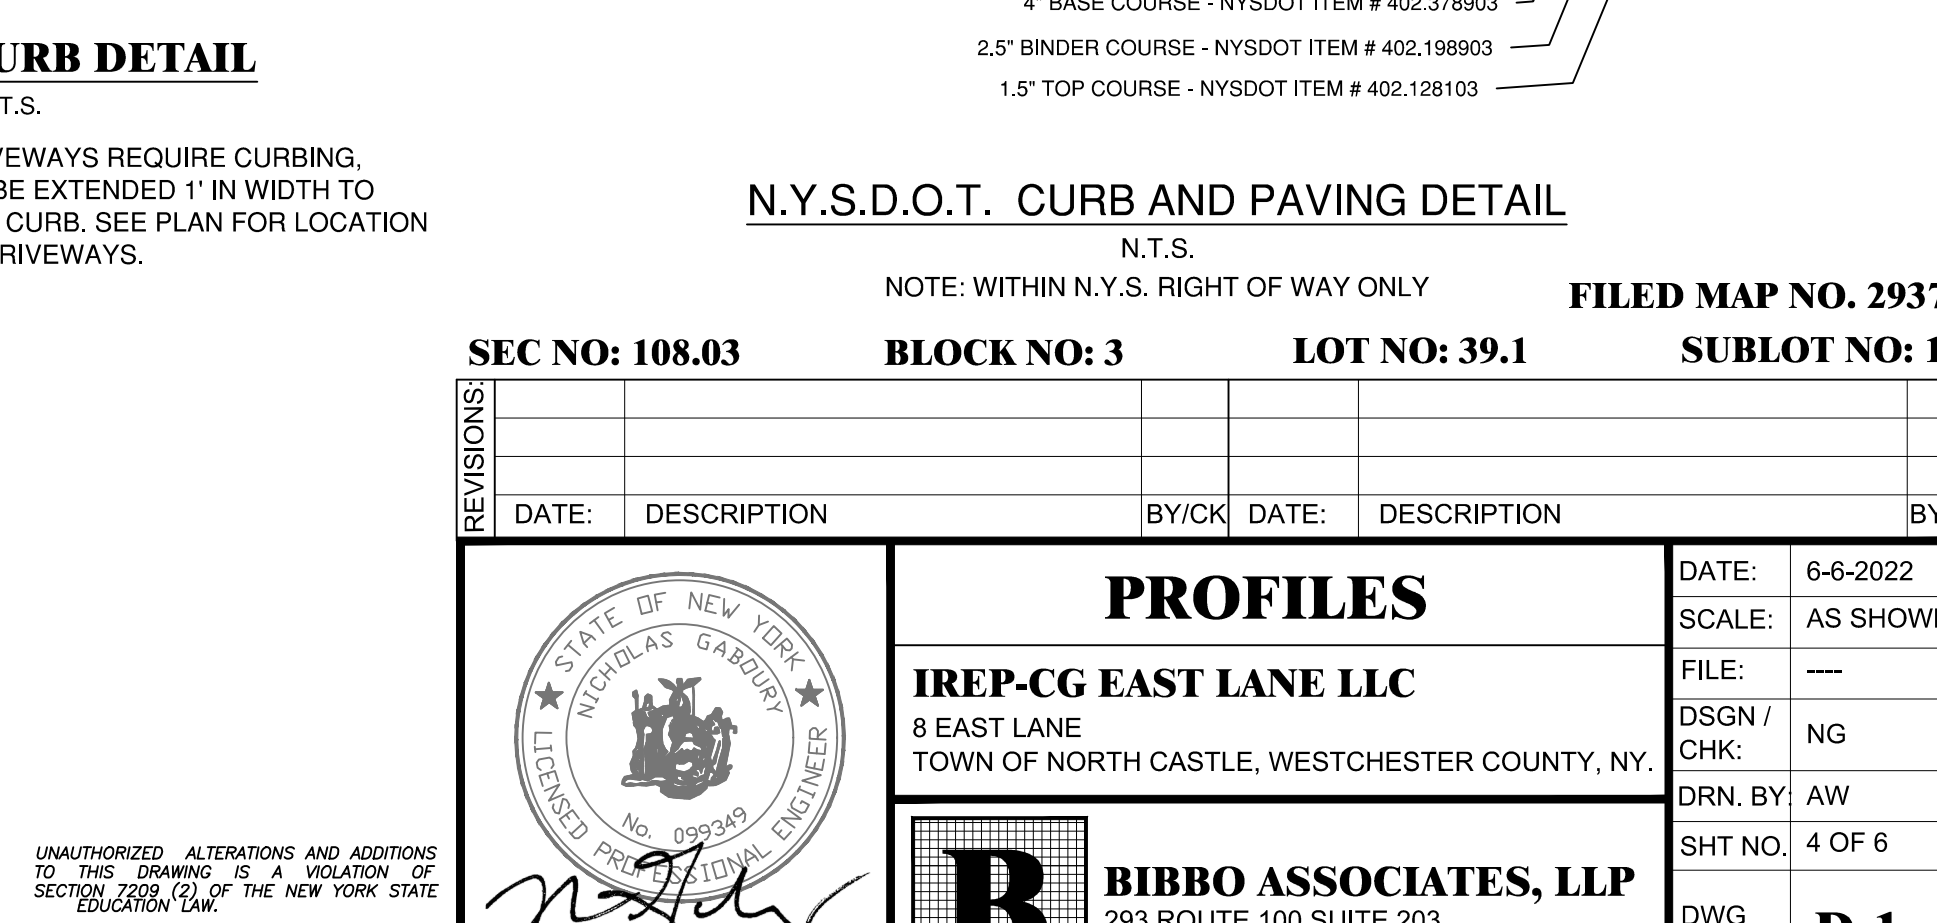 4" BASE COURSE - NYSDOT ITEM # 402.378903
2.5" BINDER COURSE - NYSDOT ITEM # 402.198903
1.5" TOP COURSE - NYSDOT ITEM # 402.128103
URB DETAIL
T.S.
VEWAYS REQUIRE CURBING,
BE EXTENDED 1' IN WIDTH TO
CURB. SEE PLAN FOR LOCATION
RIVEWAYS.
N.Y.S.D.O.T. CURB AND PAVING DETAIL
N.T.S.
NOTE: WITHIN N.Y.S. RIGHT OF WAY ONLY
FILED MAP NO. 2937
SEC NO: 108.03 BLOCK NO: 3 LOT NO: 39.1 SUBLOT NO: 1
REVISIONS:
DATE: DESCRIPTION BY/CK DATE: DESCRIPTION BY
STATE OF NEW YORK
NICHOLAS GABOURY
No. 099349
LICENSED PROFESSIONAL ENGINEER
PROFILES
IREP-CG EAST LANE LLC
8 EAST LANE
TOWN OF NORTH CASTLE, WESTCHESTER COUNTY, NY.
B
BIBBO ASSOCIATES, LLP
293 ROUTE 100 SUITE 203
DATE: 6-6-2022
SCALE: AS SHOWN
FILE: ----
DSGN /
CHK: NG
DRN. BY: AW
SHT NO. 4 OF 6
DWG D-1
UNAUTHORIZED ALTERATIONS AND ADDITIONS
TO THIS DRAWING IS A VIOLATION OF
SECTION 7209 (2) OF THE NEW YORK STATE
EDUCATION LAW.